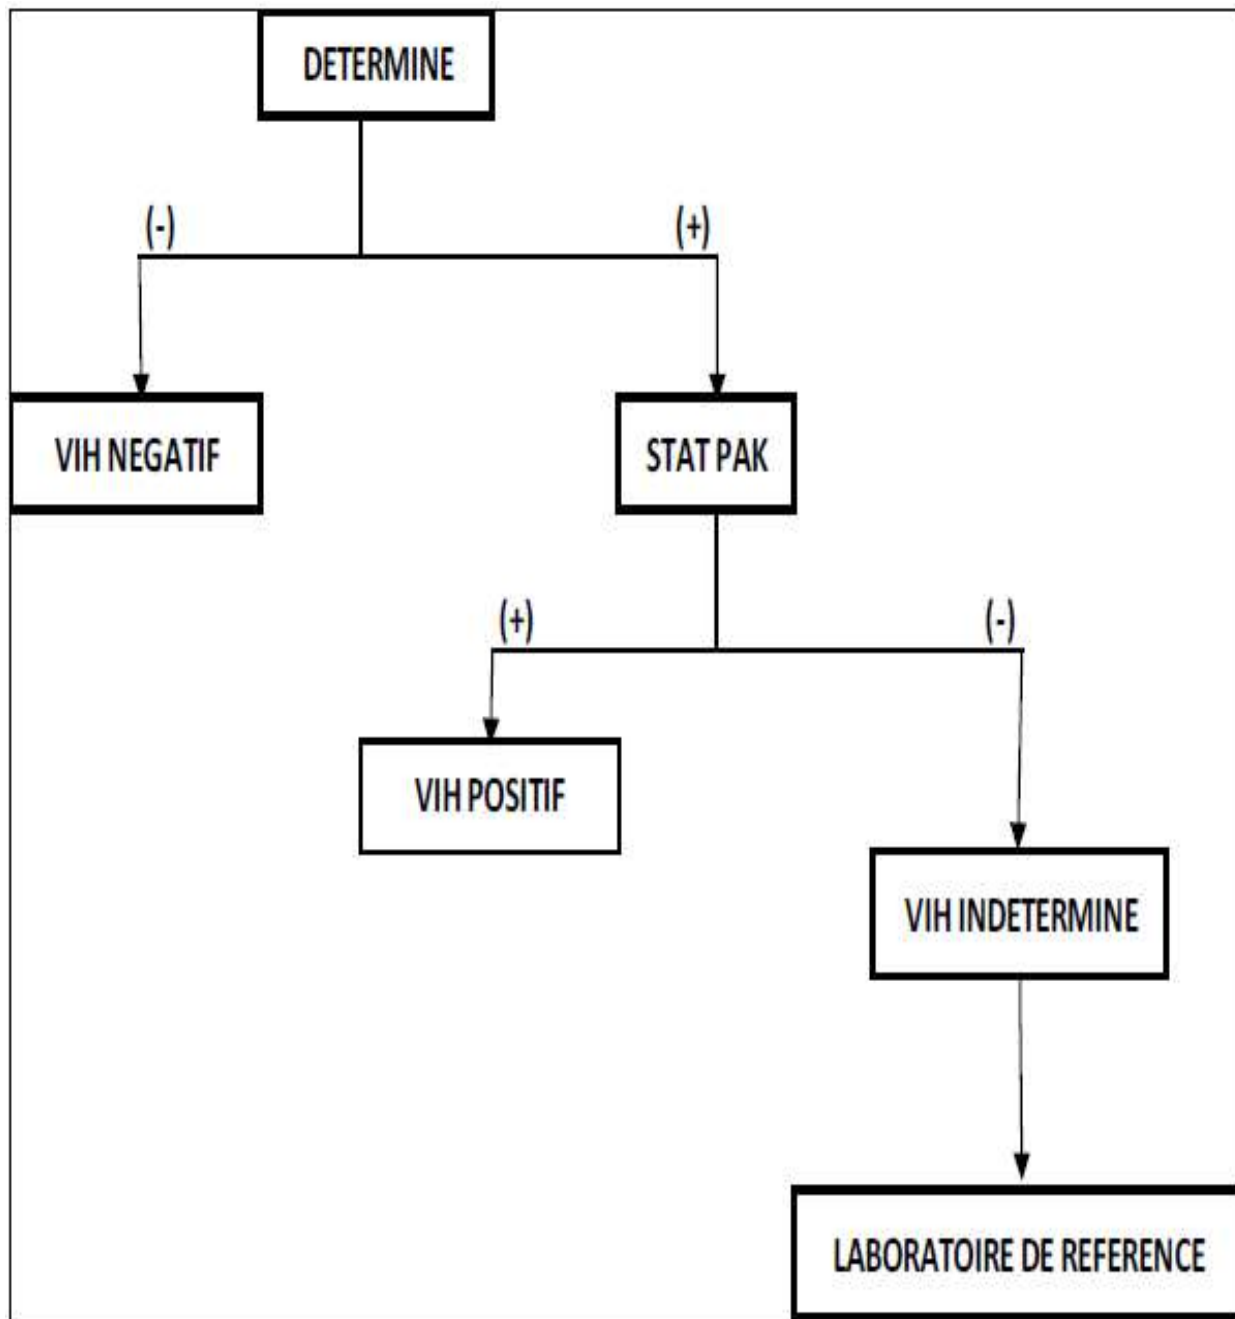 DETERMINE
(-)
(+)
VIH NEGATIF
STAT PAK
(+)
(-)
VIH POSITIF
VIH INDETERMINE
LABORATOIRE DE REFERENCE